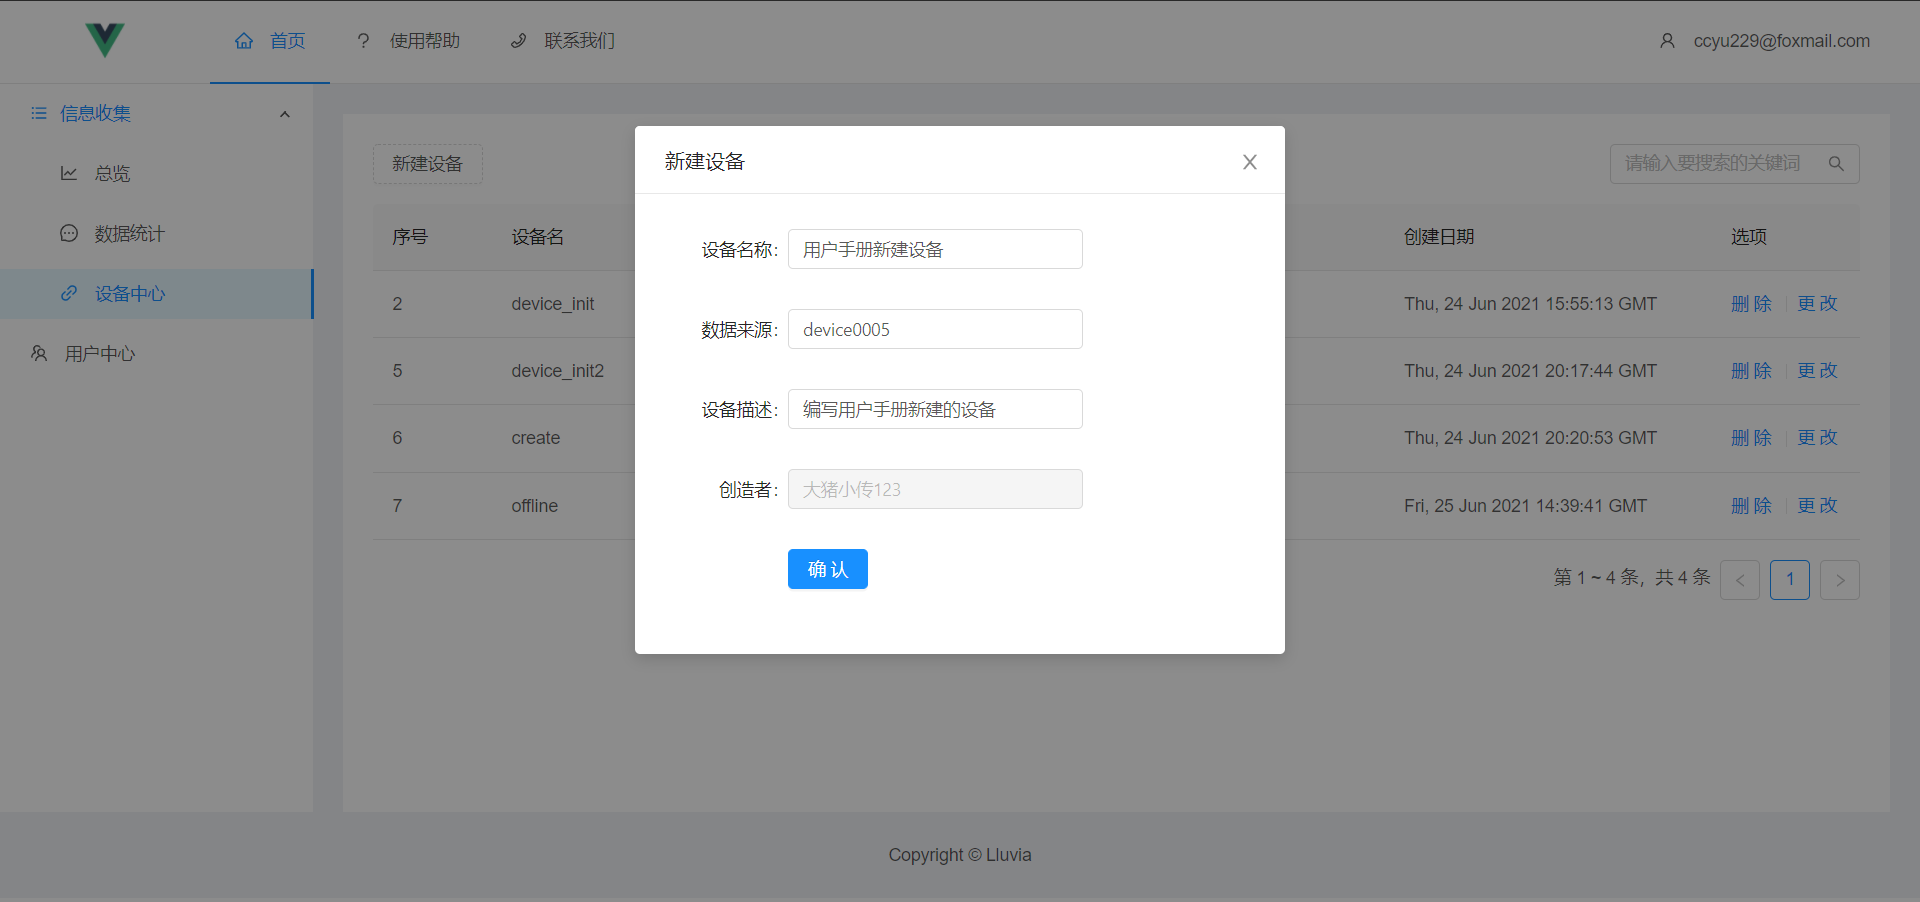 首页 ? 使用帮助 联系我们 ccyu229@foxmail.com
信息收集
总览
数据统计
设备中心
用户中心
新建设备 请输入要搜索的关键词
序号 设备名 创建日期 选项
2 device_init Thu, 24 Jun 2021 15:55:13 GMT 删 除 更 改
5 device_init2 Thu, 24 Jun 2021 20:17:44 GMT 删 除 更 改
6 create Thu, 24 Jun 2021 20:20:53 GMT 删 除 更 改
7 offline Fri, 25 Jun 2021 14:39:41 GMT 删 除 更 改
第 1 ~ 4 条，共 4 条 < 1 >
新建设备
设备名称: 用户手册新建设备
数据来源: device0005
设备描述: 编写用户手册新建的设备
创造者: 大猪小传123
确 认
Copyright © Lluvia